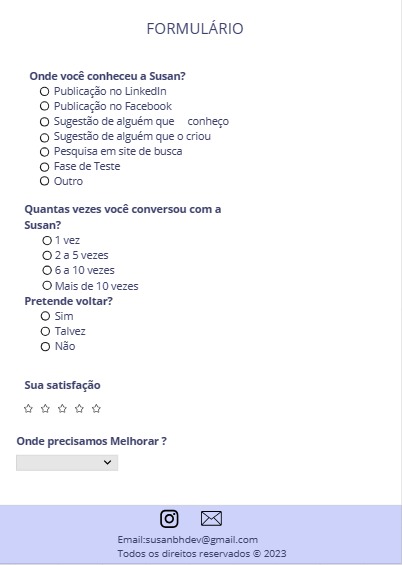 FORMULÁRIO
Onde você conheceu a Susan?
Publicação no LinkedIn
Publicação no Facebook
Sugestão de alguém que conheço
Sugestão de alguém que o criou
Pesquisa em site de busca
Fase de Teste
Outro
Quantas vezes você conversou com a
Susan?
1 vez
2 a 5 vezes
6 a 10 vezes
Mais de 10 vezes
Pretende voltar?
Sim
Talvez
Não
Sua satisfação
Onde precisamos Melhorar ?
Email:susanbhdev@gmail.com
Todos os direitos reservados © 2023